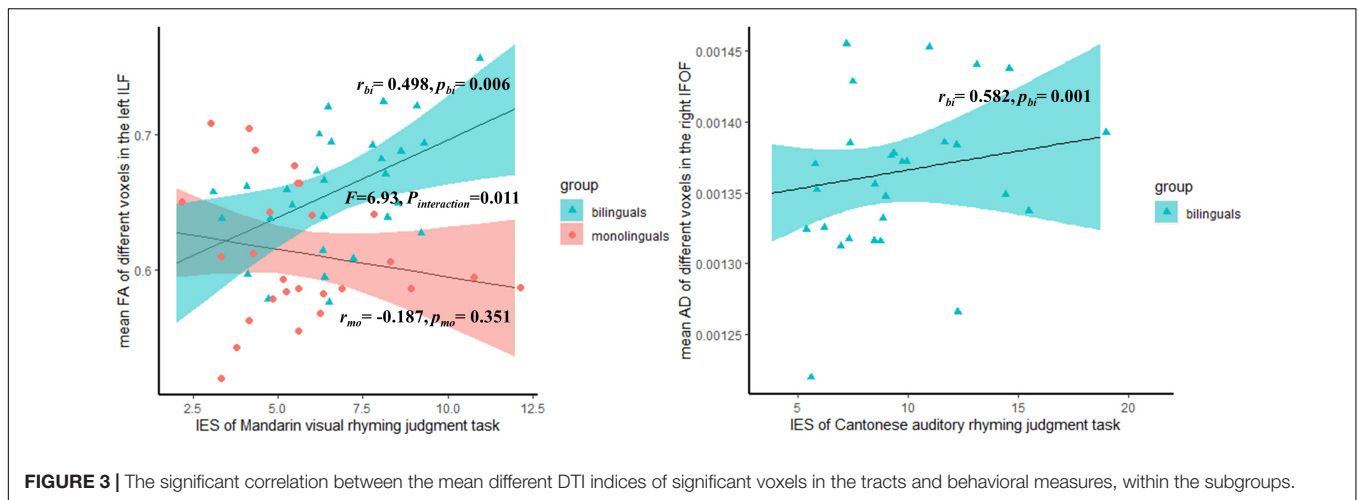 mean FA of different voxels in the left ILF
0.7
0.6
r_bi= 0.498, p_bi= 0.006
F=6.93, P_interaction=0.011
r_mo= -0.187, p_mo= 0.351
2.5 5.0 7.5 10.0 12.5
IES of Mandarin visual rhyming judgment task
group
bilinguals
monolinguals
mean AD of different voxels in the right IFOF
0.00145
0.00140
0.00135
0.00130
0.00125
r_bi= 0.582, p_bi= 0.001
5 10 15 20
IES of Cantonese auditory rhyming judgment task
group
bilinguals
FIGURE 3 | The significant correlation between the mean different DTI indices of significant voxels in the tracts and behavioral measures, within the subgroups.